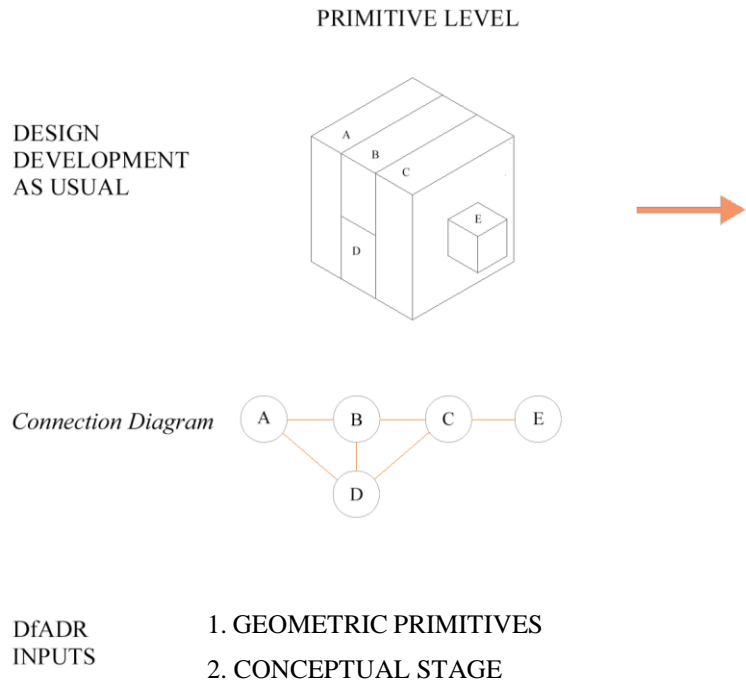 PRIMITIVE LEVEL
DESIGN
DEVELOPMENT
AS USUAL
A
B
C
E
D
Connection Diagram
A
B
C
E
D
DfADR
INPUTS
1. GEOMETRIC PRIMITIVES
2. CONCEPTUAL STAGE